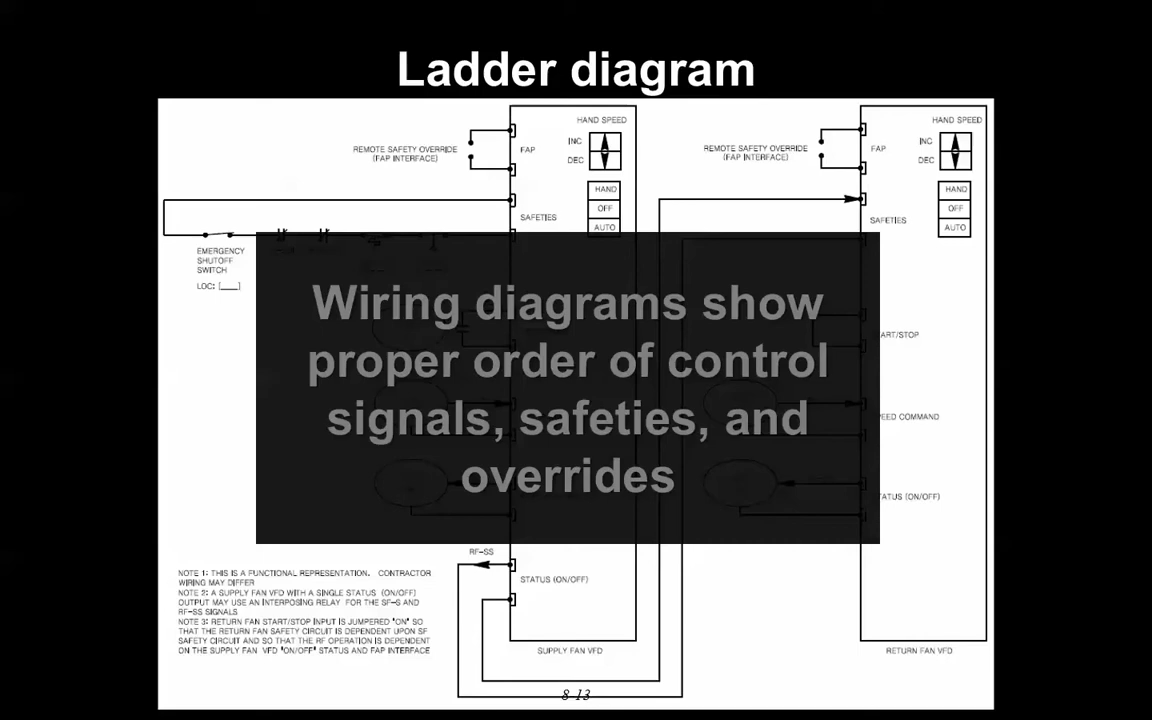 Ladder diagram
HAND SPEED
INC
DEC
REMOTE SAFETY OVERRIDE
(FAP INTERFACE)
FAP
HAND
OFF
AUTO
SAFETIES
HAND SPEED
INC
DEC
REMOTE SAFETY OVERRIDE
(FAP INTERFACE)
FAP
HAND
OFF
AUTO
SAFETIES
EMERGENCY
SHUTOFF
SWITCH
LOC: [___]
Wiring diagrams show
proper order of control
signals, safeties, and
overrides
ART/STOP
EED COMMAND
ATUS (ON/OFF)
RF-SS
STATUS (ON/OFF)
NOTE 1: THIS IS A FUNCTIONAL REPRESENTATION. CONTRACTOR
WIRING MAY DIFFER
NOTE 2: A SUPPLY FAN VFD WITH A SINGLE STATUS (ON/OFF)
OUTPUT MAY USE AN INTERPOSING RELAY FOR THE SF-S AND
RF-SS SIGNALS
NOTE 3: RETURN FAN START/STOP INPUT IS JUMPERED "ON" SO
THAT THE RETURN FAN SAFETY CIRCUIT IS DEPENDENT UPON SF
SAFETY CIRCUIT AND SO THAT THE RF OPERATION IS DEPENDENT
ON THE SUPPLY FAN VFD "ON/OFF" STATUS AND FAP INTERFACE
SUPPLY FAN VFD
RETURN FAN VFD
8-13